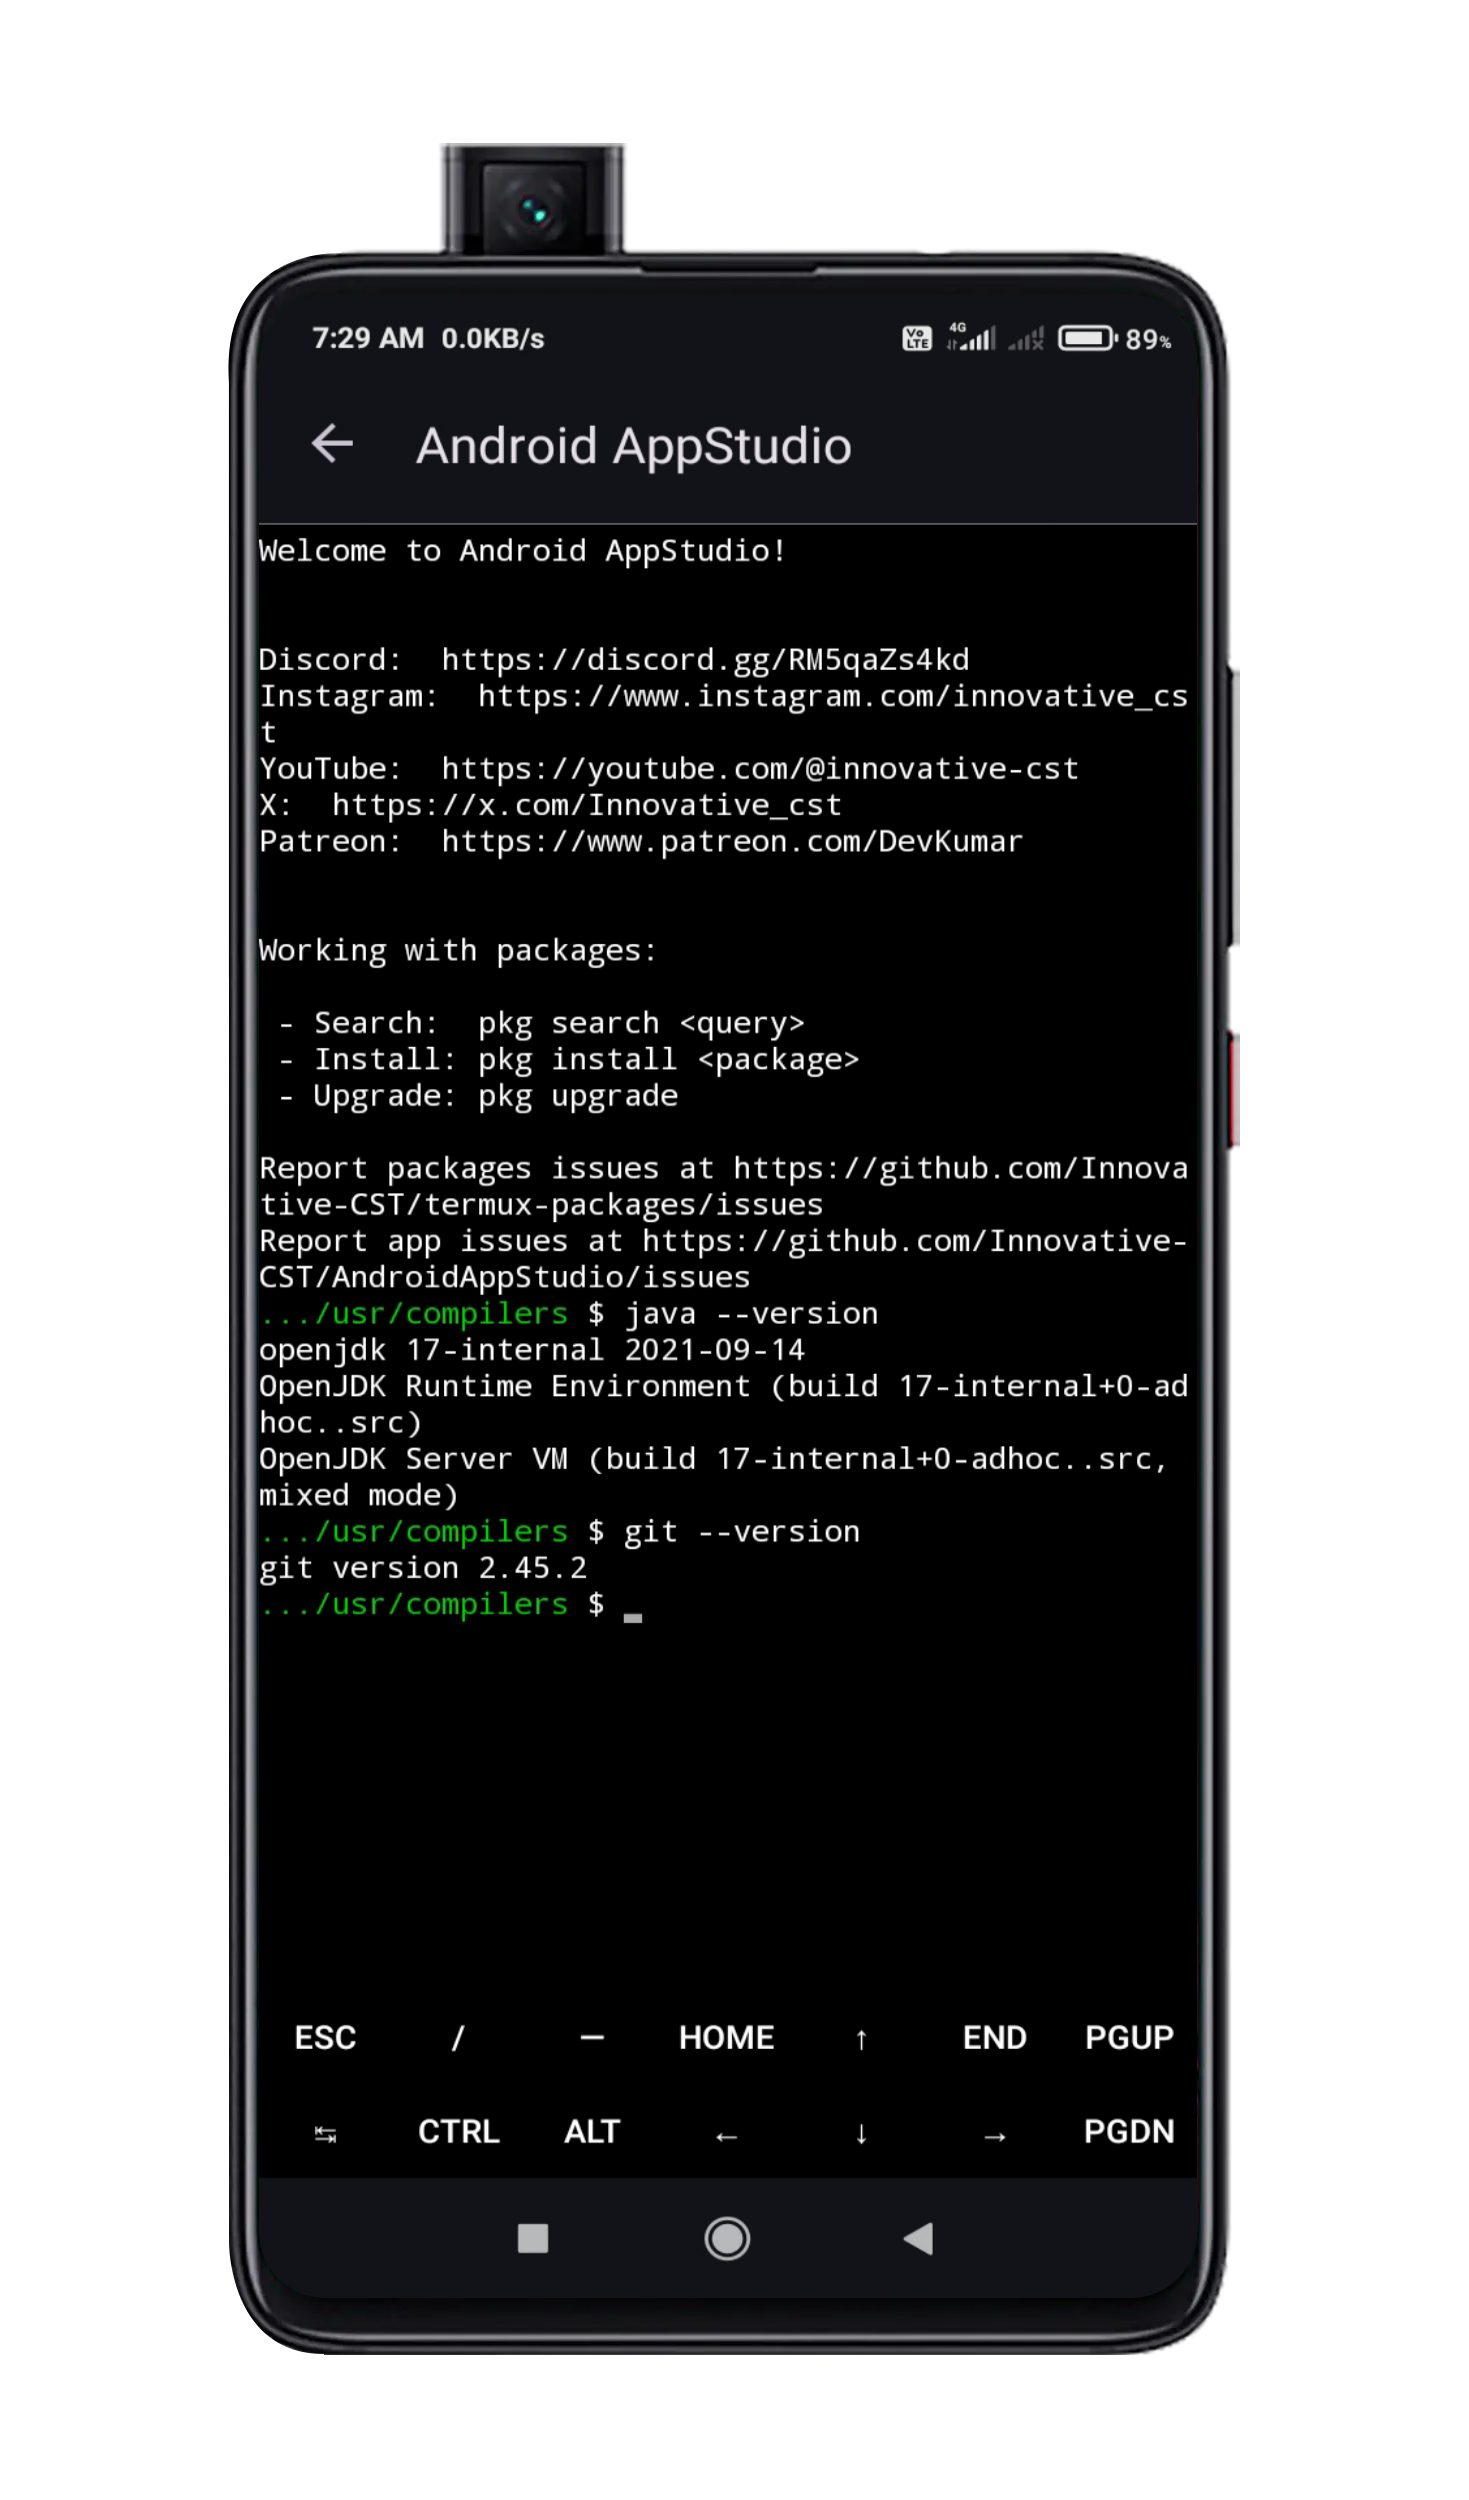 7:29 AM 0.0KB/s Vo LTE 4G 89%
← Android AppStudio
Welcome to Android AppStudio!
Discord:  https://discord.gg/RM5qaZs4kd
Instagram:  https://www.instagram.com/innovative_cs
t
YouTube:  https://youtube.com/@innovative-cst
X:  https://x.com/Innovative_cst
Patreon:  https://www.patreon.com/DevKumar
Working with packages:
 - Search:  pkg search <query>
 - Install: pkg install <package>
 - Upgrade: pkg upgrade
Report packages issues at https://github.com/Innova
tive-CST/termux-packages/issues
Report app issues at https://github.com/Innovative-
CST/AndroidAppStudio/issues
.../usr/compilers $ java --version
openjdk 17-internal 2021-09-14
OpenJDK Runtime Environment (build 17-internal+0-ad
hoc..src)
OpenJDK Server VM (build 17-internal+0-adhoc..src,
mixed mode)
.../usr/compilers $ git --version
git version 2.45.2
.../usr/compilers $ _
ESC / — HOME ↑ END PGUP
↹ CTRL ALT ← ↓ → PGDN